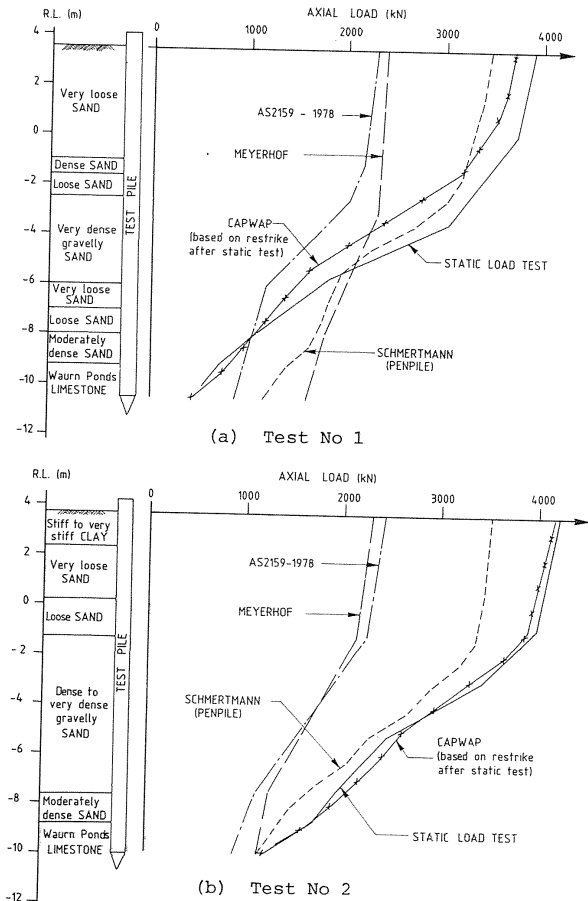 R.L. (m)
AXIAL LOAD (kN)
0
1000
2000
3000
4000
4
2
0
-2
-4
-6
-8
-10
-12
Very loose
SAND
Dense SAND
Loose SAND
Very dense
gravelly
SAND
Very loose
SAND
Loose SAND
Moderately
dense SAND
Waurn Ponds
LIMESTONE
TEST PILE
AS2159 - 1978
MEYERHOF
CAPWAP
(based on restrike
after static test)
STATIC LOAD TEST
SCHMERTMANN
(PENPILE)
(a) Test No 1
R.L. (m)
AXIAL LOAD (kN)
0
1000
2000
3000
4000
4
2
0
-2
-4
-6
-8
-10
-12
Stiff to very
stiff CLAY
Very loose
SAND
Loose SAND
Dense to
very dense
gravelly
SAND
Moderately
dense SAND
Waurn Ponds
LIMESTONE
TEST PILE
AS2159-1978
MEYERHOF
SCHMERTMANN
(PENPILE)
CAPWAP
(based on restrike
after static test)
STATIC LOAD TEST
(b) Test No 2